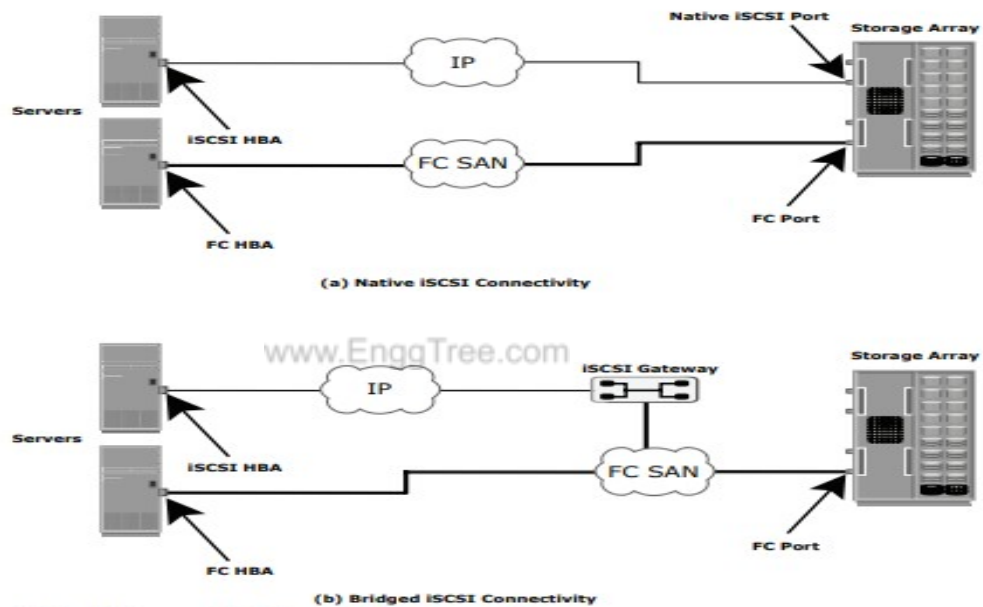 Native iSCSI Port
Storage Array
IP
Servers
iSCSI HBA
FC SAN
FC HBA
FC Port
(a) Native iSCSI Connectivity
www.EnggTree.com
Storage Array
iSCSI Gateway
IP
Servers
iSCSI HBA
FC SAN
FC HBA
FC Port
(b) Bridged iSCSI Connectivity